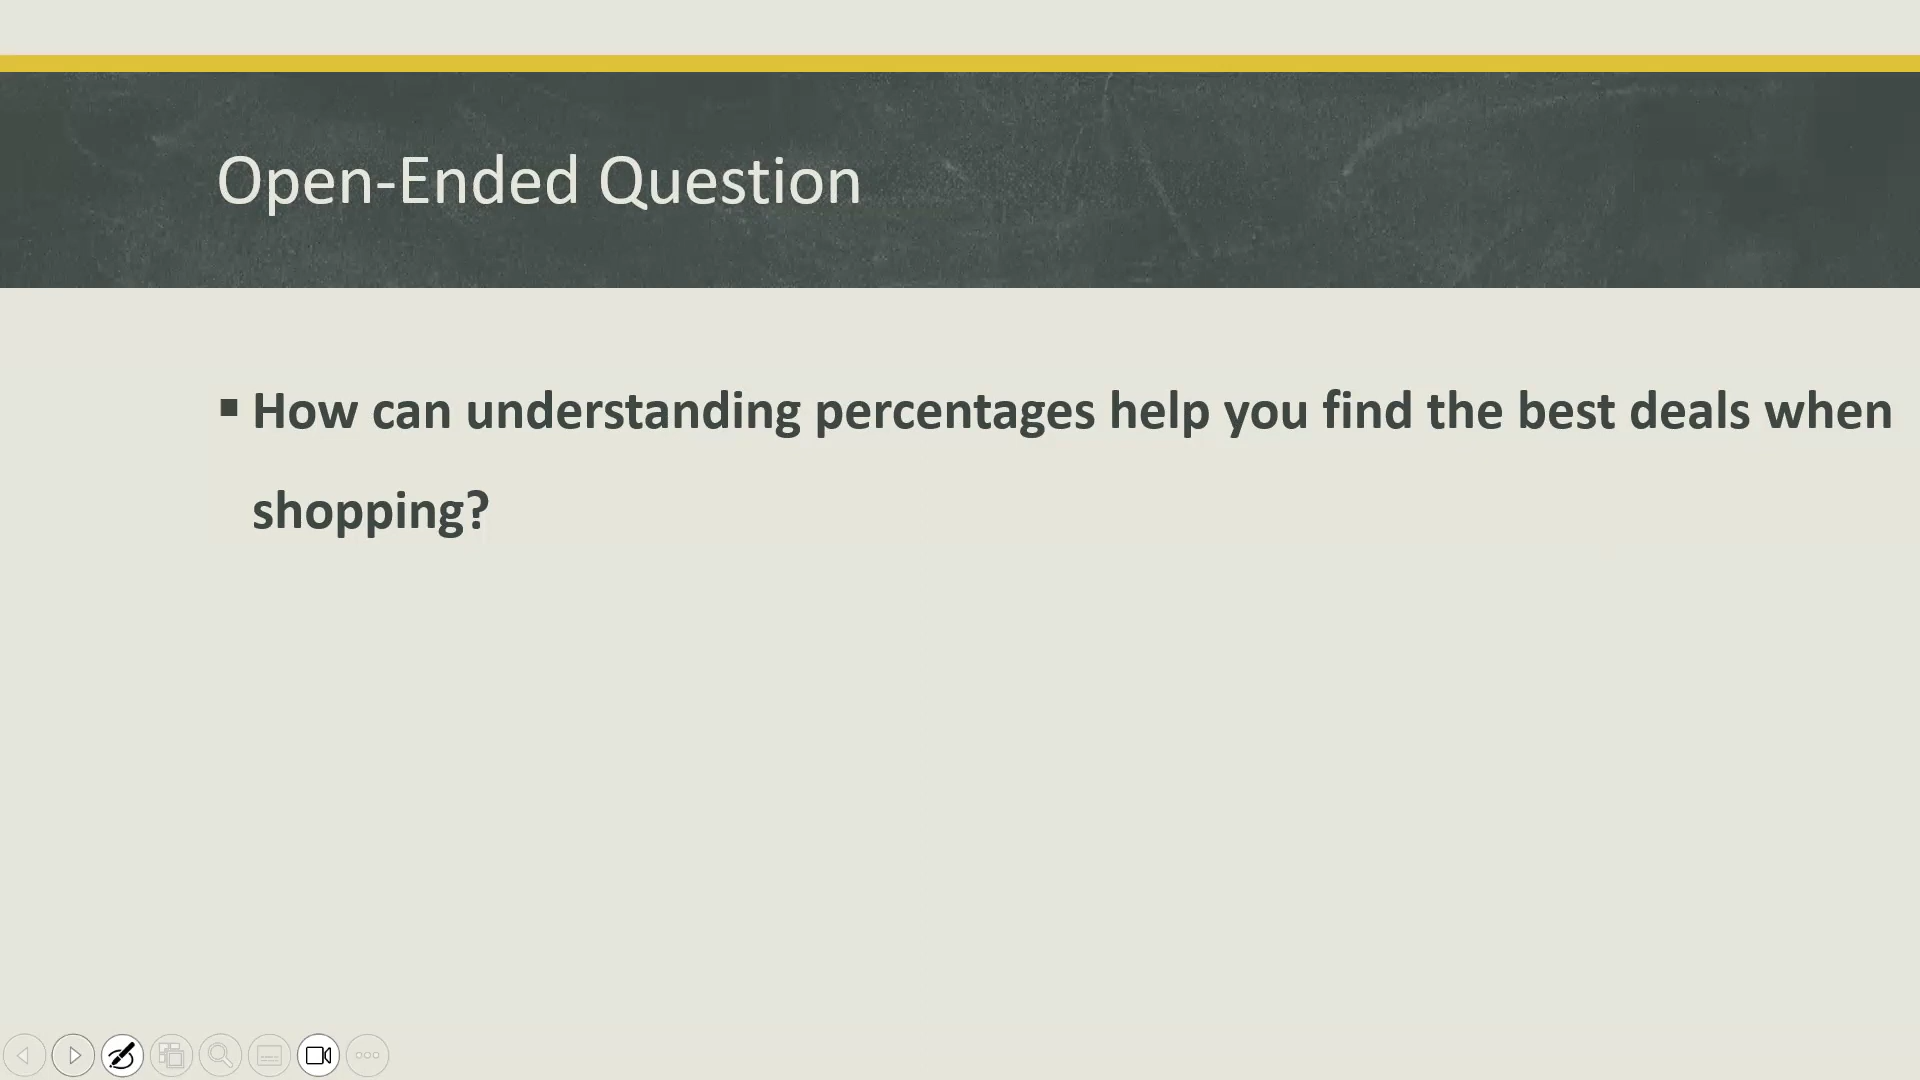 Open-Ended Question
▪ How can understanding percentages help you find the best deals when
shopping?